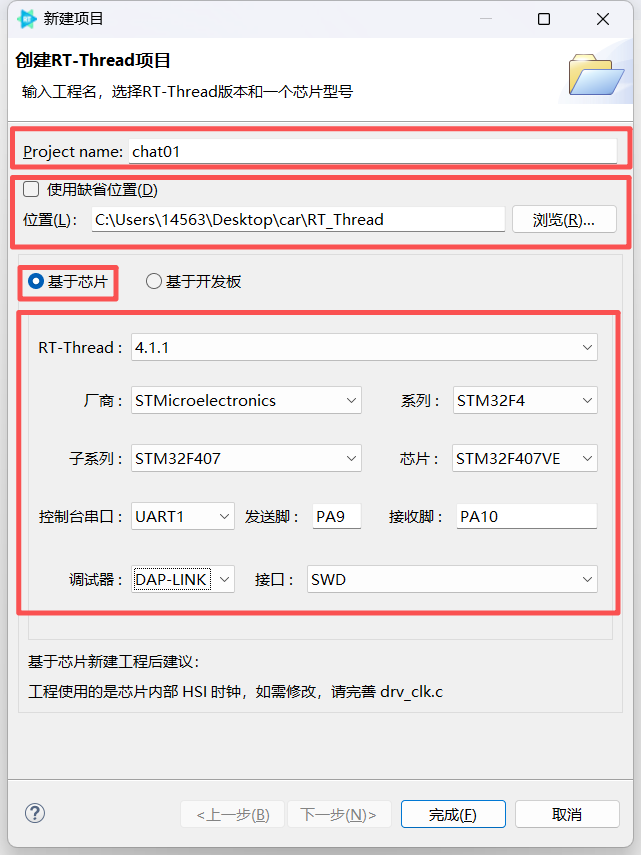 新建项目
创建RT-Thread项目
输入工程名，选择RT-Thread版本和一个芯片型号
Project name: chat01
使用缺省位置(D)
位置(L): C:\Users\14563\Desktop\car\RT_Thread 浏览(R)...
基于芯片 基于开发板
RT-Thread : 4.1.1
厂商 : STMicroelectronics 系列 : STM32F4
子系列 : STM32F407 芯片 : STM32F407VE
控制台串口 : UART1 发送脚 : PA9 接收脚 : PA10
调试器 : DAP-LINK 接口 : SWD
基于芯片新建工程后建议:
工程使用的是芯片内部 HSI 时钟，如需修改，请完善 drv_clk.c
? <上一步(B) 下一步(N)> 完成(F) 取消